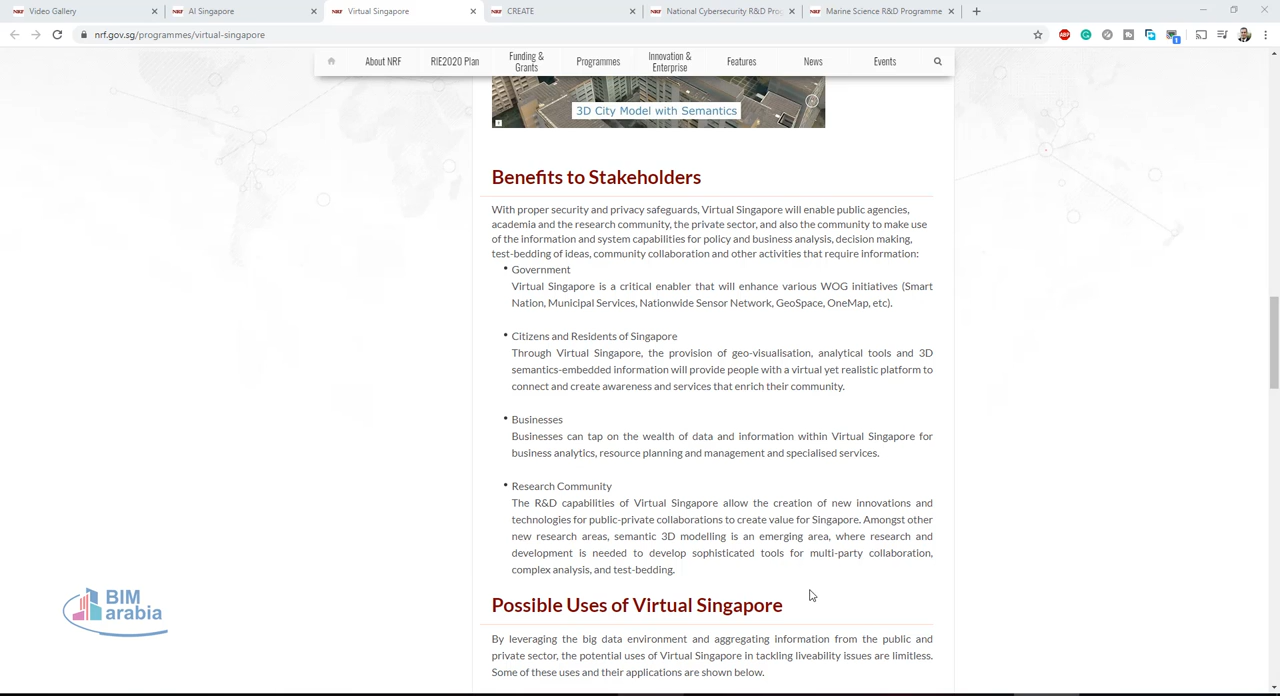 NRF Video Gallery
NRF AI Singapore
NRF Virtual Singapore
NRF CREATE
NRF National Cybersecurity R&D Pro
NRF Marine Science R&D Programme
nrf.gov.sg/programmes/virtual-singapore
ABP
About NRF
RIE2020 Plan
Funding &
Grants
Programmes
Innovation &
Enterprise
Features
News
Events
3D City Model with Semantics
Benefits to Stakeholders
With proper security and privacy safeguards, Virtual Singapore will enable public agencies,
academia and the research community, the private sector, and also the community to make use
of the information and system capabilities for policy and business analysis, decision making,
test-bedding of ideas, community collaboration and other activities that require information:
• Government
Virtual Singapore is a critical enabler that will enhance various WOG initiatives (Smart
Nation, Municipal Services, Nationwide Sensor Network, GeoSpace, OneMap, etc).
• Citizens and Residents of Singapore
Through Virtual Singapore, the provision of geo-visualisation, analytical tools and 3D
semantics-embedded information will provide people with a virtual yet realistic platform to
connect and create awareness and services that enrich their community.
• Businesses
Businesses can tap on the wealth of data and information within Virtual Singapore for
business analytics, resource planning and management and specialised services.
• Research Community
The R&D capabilities of Virtual Singapore allow the creation of new innovations and
technologies for public-private collaborations to create value for Singapore. Amongst other
new research areas, semantic 3D modelling is an emerging area, where research and
development is needed to develop sophisticated tools for multi-party collaboration,
complex analysis, and test-bedding.
BIM
arabia
Possible Uses of Virtual Singapore
By leveraging the big data environment and aggregating information from the public and
private sector, the potential uses of Virtual Singapore in tackling liveability issues are limitless.
Some of these uses and their applications are shown below.